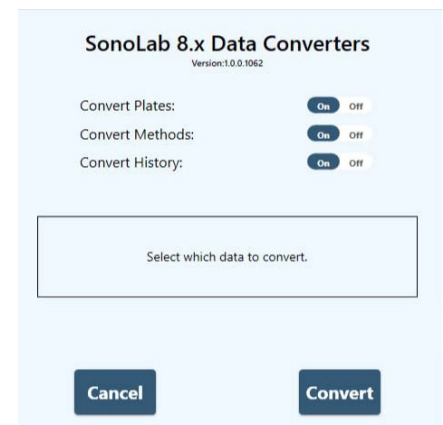 SonoLab 8.x Data Converters
Version:1.0.0.1062
Convert Plates: On Off
Convert Methods: On Off
Convert History: On Off
Select which data to convert.
Cancel Convert